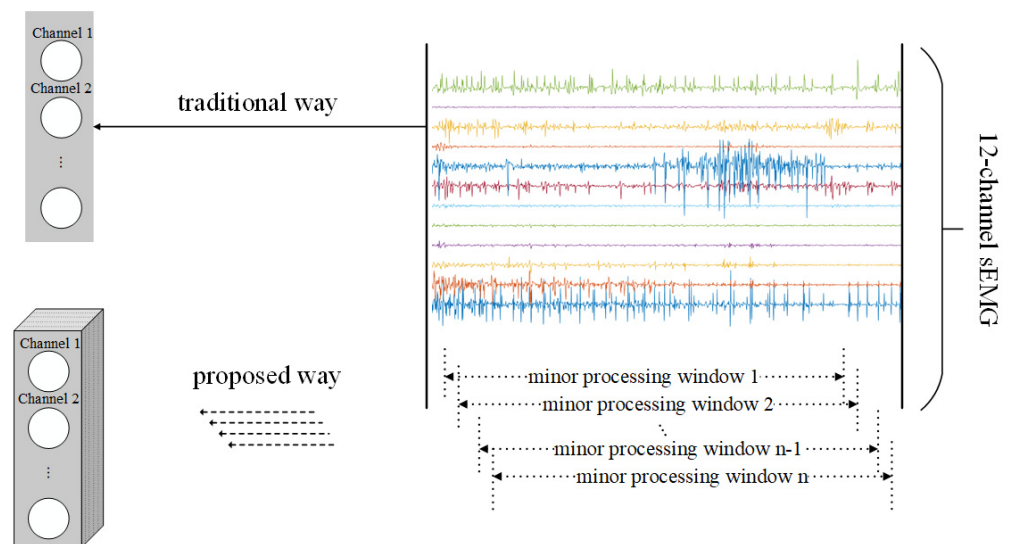 Channel 1
Channel 2
⋮
traditional way
12-channel sEMG
Channel 1
Channel 2
⋮
proposed way
minor processing window 1
minor processing window 2
⋱
minor processing window n-1
minor processing window n